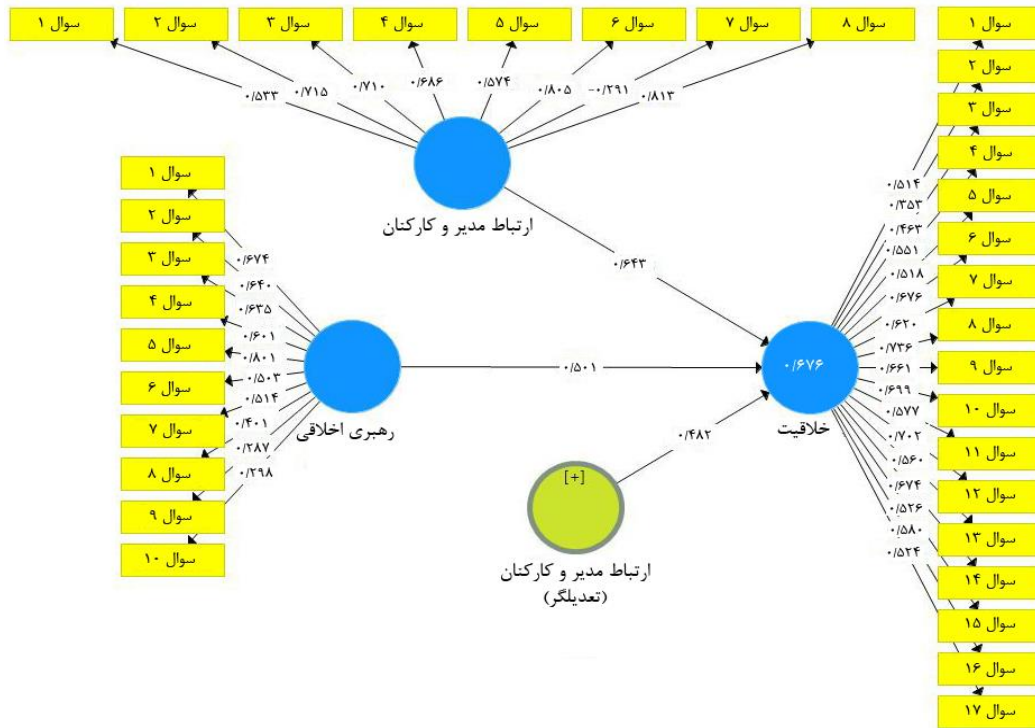 سوال ۱
سوال ۲
سوال ۳
سوال ۴
سوال ۵
سوال ۶
سوال ۷
سوال ۸
۰/۵۳۳
۰/۷۱۵
۰/۷۱۰
۰/۶۸۶
۰/۵۷۴
۰/۸۰۵
-۰/۲۹۱
۰/۸۱۳
ارتباط مدیر و کارکنان
۰/۶۴۳
سوال ۱
سوال ۲
سوال ۳
سوال ۴
سوال ۵
سوال ۶
سوال ۷
سوال ۸
سوال ۹
سوال ۱۰
۰/۶۷۴
۰/۶۴۰
۰/۶۳۵
۰/۶۰۱
۰/۸۰۱
۰/۵۰۳
۰/۵۱۴
۰/۴۰۱
۰/۲۸۷
۰/۲۹۸
رهبری اخلاقی
۰/۵۰۱
[+]
ارتباط مدیر و کارکنان
(تعدیلگر)
۰/۴۸۲
۰/۶۷۶
خلاقیت
۰/۵۱۴
۰/۳۵۳
۰/۴۶۳
۰/۵۵۱
۰/۵۱۸
۰/۶۷۶
۰/۶۲۰
۰/۷۳۶
۰/۶۶۱
۰/۶۹۹
۰/۵۷۷
۰/۷۰۲
۰/۵۶۰
۰/۶۷۴
۰/۵۲۶
۰/۵۸۰
۰/۵۲۴
سوال ۱
سوال ۲
سوال ۳
سوال ۴
سوال ۵
سوال ۶
سوال ۷
سوال ۸
سوال ۹
سوال ۱۰
سوال ۱۱
سوال ۱۲
سوال ۱۳
سوال ۱۴
سوال ۱۵
سوال ۱۶
سوال ۱۷